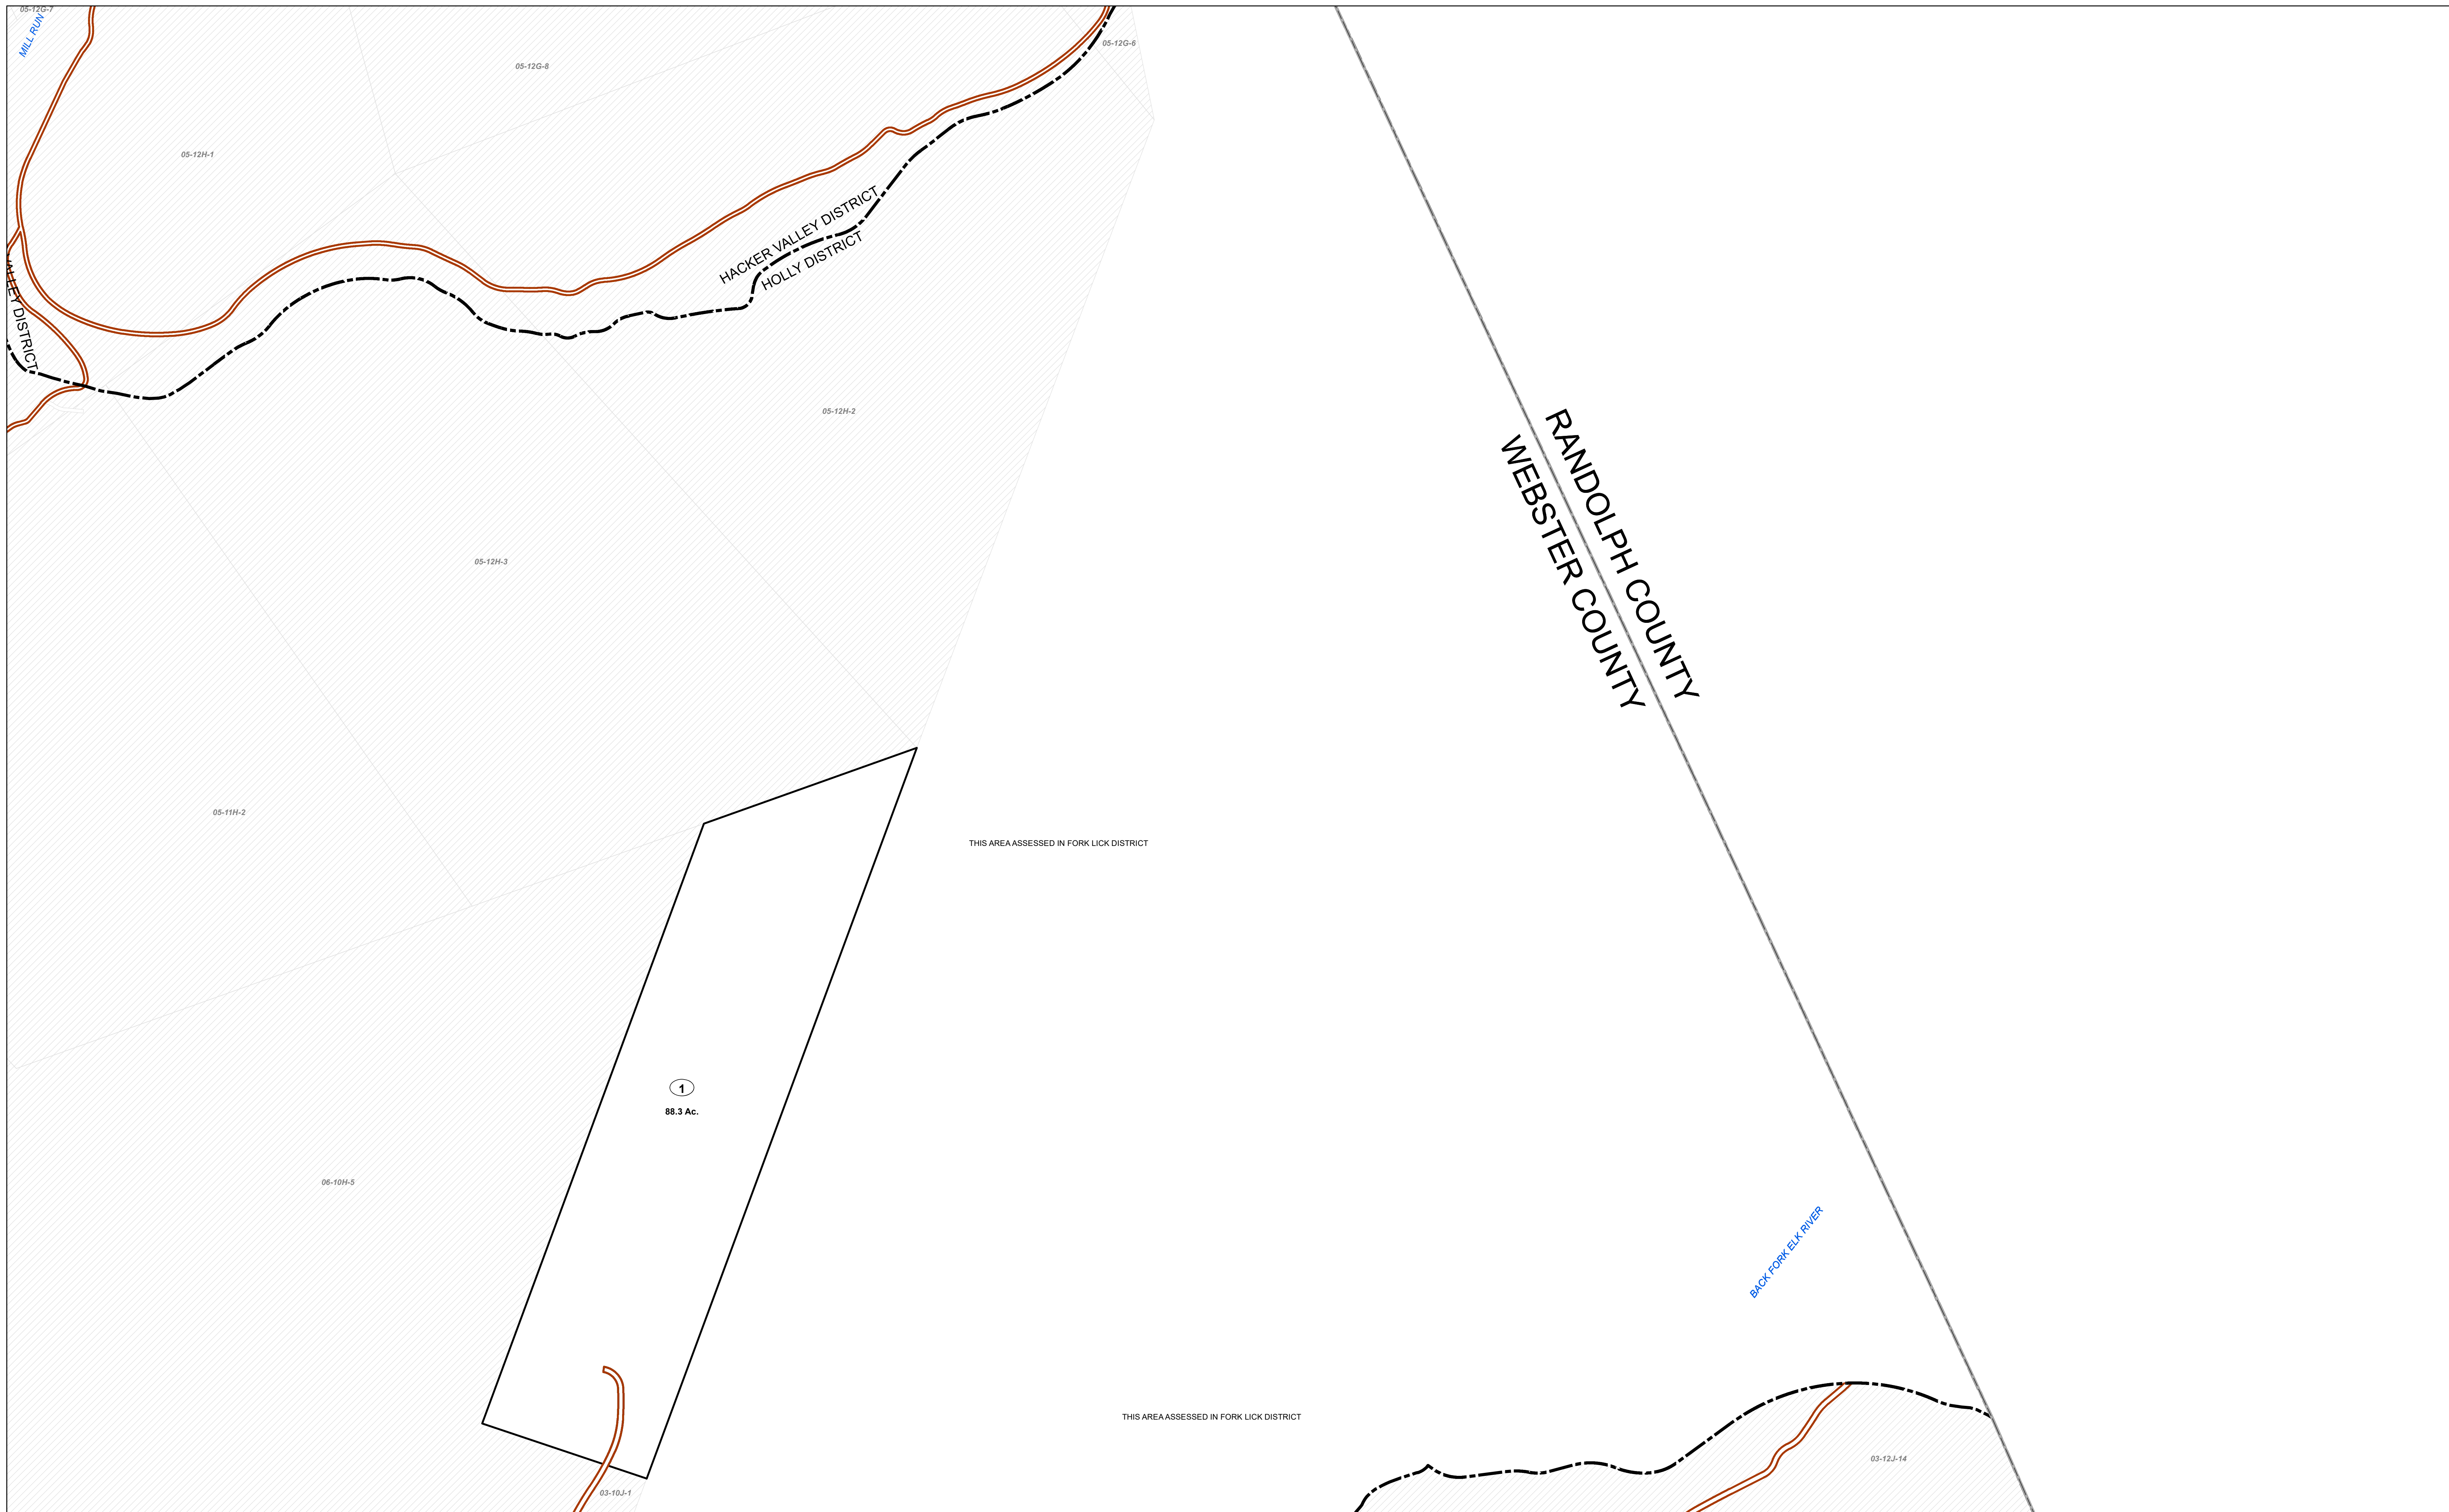 05-12G-7
MILL RUN
05-12G-6
05-12G-8
05-12H-1
HACKER VALLEY DISTRICT
HOLLY DISTRICT
DISTRICT
05-12H-2
RANDOLPH COUNTY
WEBSTER COUNTY
05-12H-3
05-11H-2
THIS AREA ASSESSED IN FORK LICK DISTRICT
1
88.3 Ac.
06-10H-5
BACK FORK ELK RIVER
THIS AREA ASSESSED IN FORK LICK DISTRICT
03-12J-14
03-10J-1